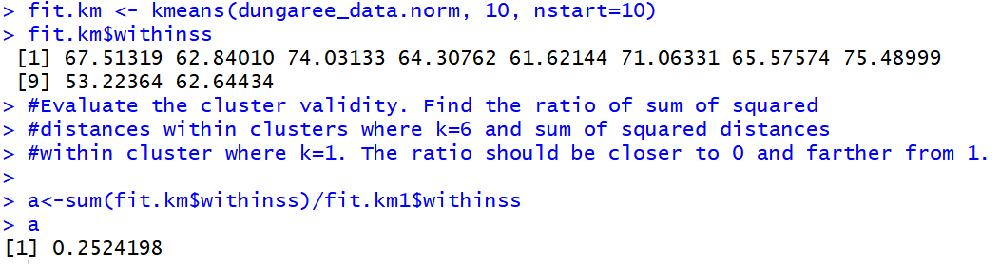 > fit.km <- kmeans(dungaree_data.norm, 10, nstart=10)
> fit.km$withinss
[1] 67.51319 62.84010 74.03133 64.30762 61.62144 71.06331 65.57574 75.48999
[9] 53.22364 62.64434
> #Evaluate the cluster validity. Find the ratio of sum of squared
> #distances within clusters where k=6 and sum of squared distances
> #within cluster where k=1. The ratio should be closer to 0 and farther from 1.
>
> a<-sum(fit.km$withinss)/fit.km1$withinss
> a
[1] 0.2524198